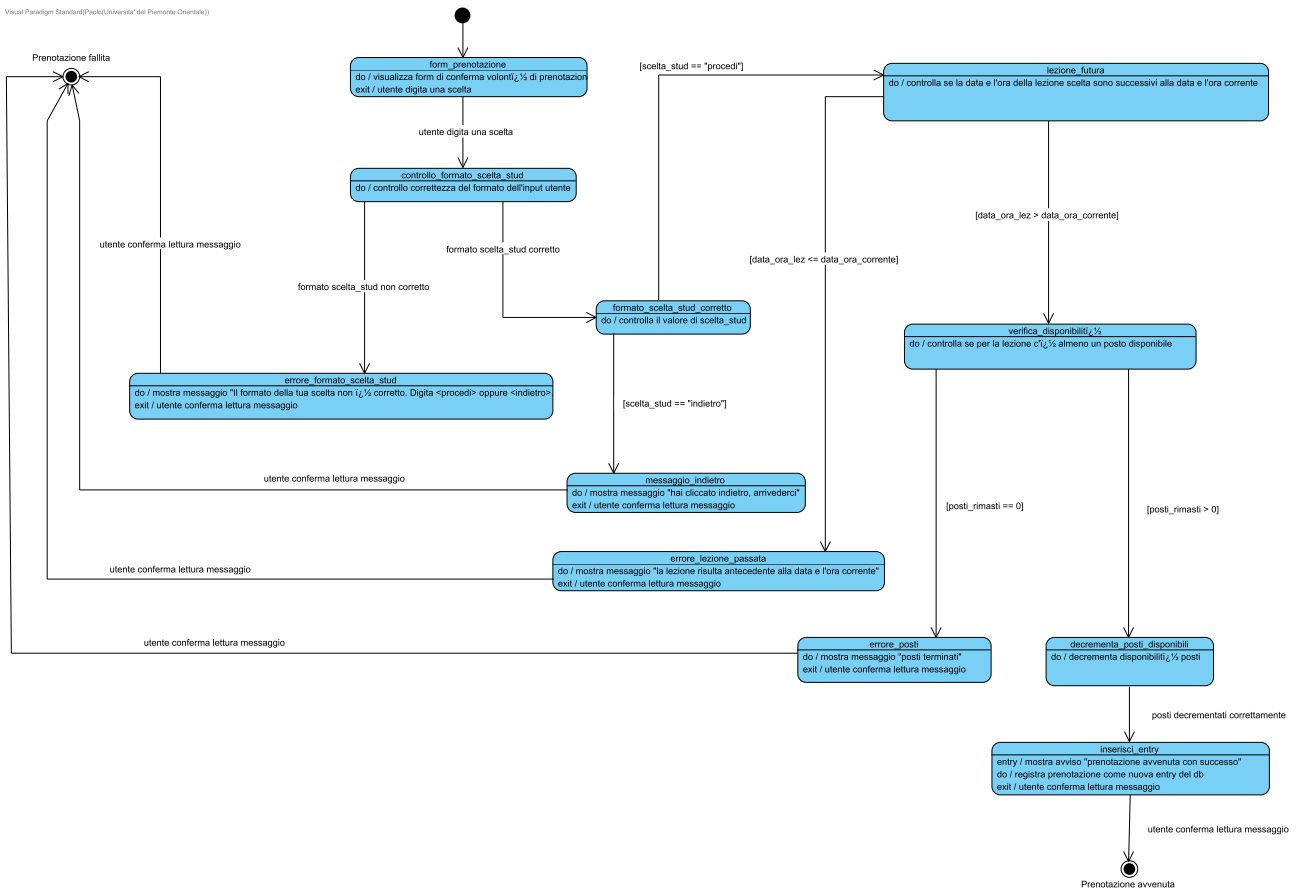 Visual Paradigm Standard(Paolo(Universita' del Piemonte Orientale))
Prenotazione fallita
form_prenotazione
do / visualizza form di conferma volontï¿½ di prenotazion
exit / utente digita una scelta
[scelta_stud == "procedi"]
lezione_futura
do / controlla se la data e l'ora della lezione scelta sono successivi alla data e l'ora corrente
utente digita una scelta
controllo_formato_scelta_stud
do / controllo correttezza del formato dell'input utente
[data_ora_lez > data_ora_corrente]
utente conferma lettura messaggio
formato scelta_stud corretto
[data_ora_lez <= data_ora_corrente]
formato scelta_stud non corretto
formato_scelta_stud_corretto
do / controlla il valore di scelta_stud
verifica_disponibilitï¿½
do / controlla se per la lezione c'ï¿½ almeno un posto disponibile
errore_formato_scelta_stud
do / mostra messaggio "Il formato della tua scelta non ï¿½ corretto. Digita <procedi> oppure <indietro>
exit / utente conferma lettura messaggio
[scelta_stud == "indietro"]
utente conferma lettura messaggio
messaggio_indietro
do / mostra messaggio "hai cliccato indietro, arrivederci"
exit / utente conferma lettura messaggio
[posti_rimasti == 0]
[posti_rimasti > 0]
utente conferma lettura messaggio
errore_lezione_passata
do / mostra messaggio "la lezione risulta antecedente alla data e l'ora corrente"
exit / utente conferma lettura messaggio
utente conferma lettura messaggio
errore_posti
do / mostra messaggio "posti terminati"
exit / utente conferma lettura messaggio
decrementa_posti_disponibili
do / decrementa disponibilitï¿½ posti
posti decrementati correttamente
inserisci_entry
entry / mostra avviso "prenotazione avvenuta con successo"
do / registra prenotazione come nuova entry del db
exit / utente conferma lettura messaggio
utente conferma lettura messaggio
Prenotazione avvenuta